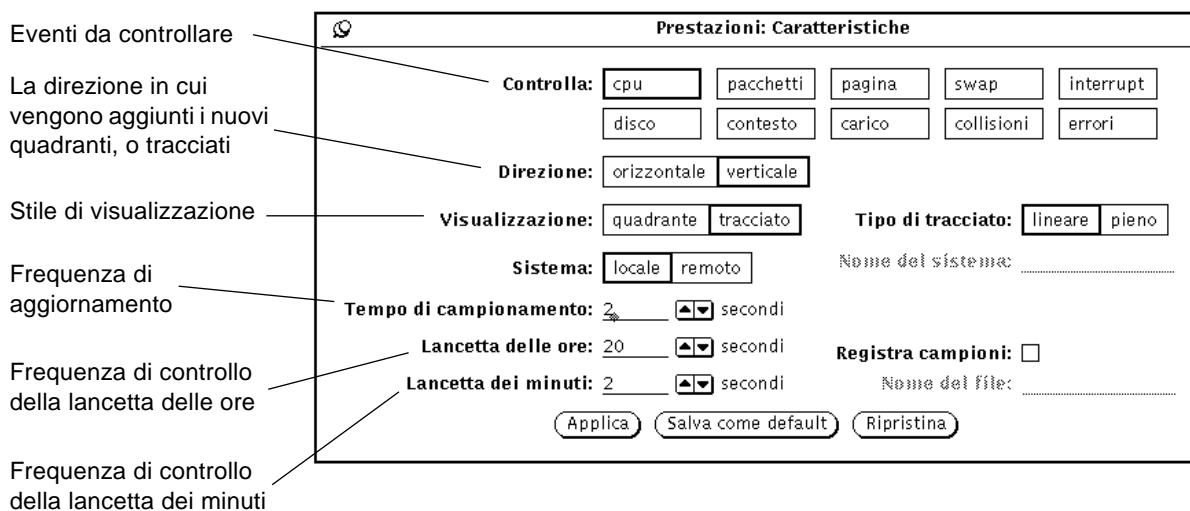 Eventi da controllare
La direzione in cui
vengono aggiunti i nuovi
quadranti, o tracciati
Stile di visualizzazione
Frequenza di
aggiornamento
Frequenza di controllo
della lancetta delle ore
Frequenza di controllo
della lancetta dei minuti
Prestazioni: Caratteristiche
Controlla: cpu pacchetti pagina swap interrupt
disco contesto carico collisioni errori
Direzione: orizzontale verticale
Visualizzazione: quadrante tracciato Tipo di tracciato: lineare pieno
Sistema: locale remoto Nome del sistema:
Tempo di campionamento: 2 secondi
Lancetta delle ore: 20 secondi Registra campioni:
Lancetta dei minuti: 2 secondi Nome del file:
Applica Salva come default Ripristina